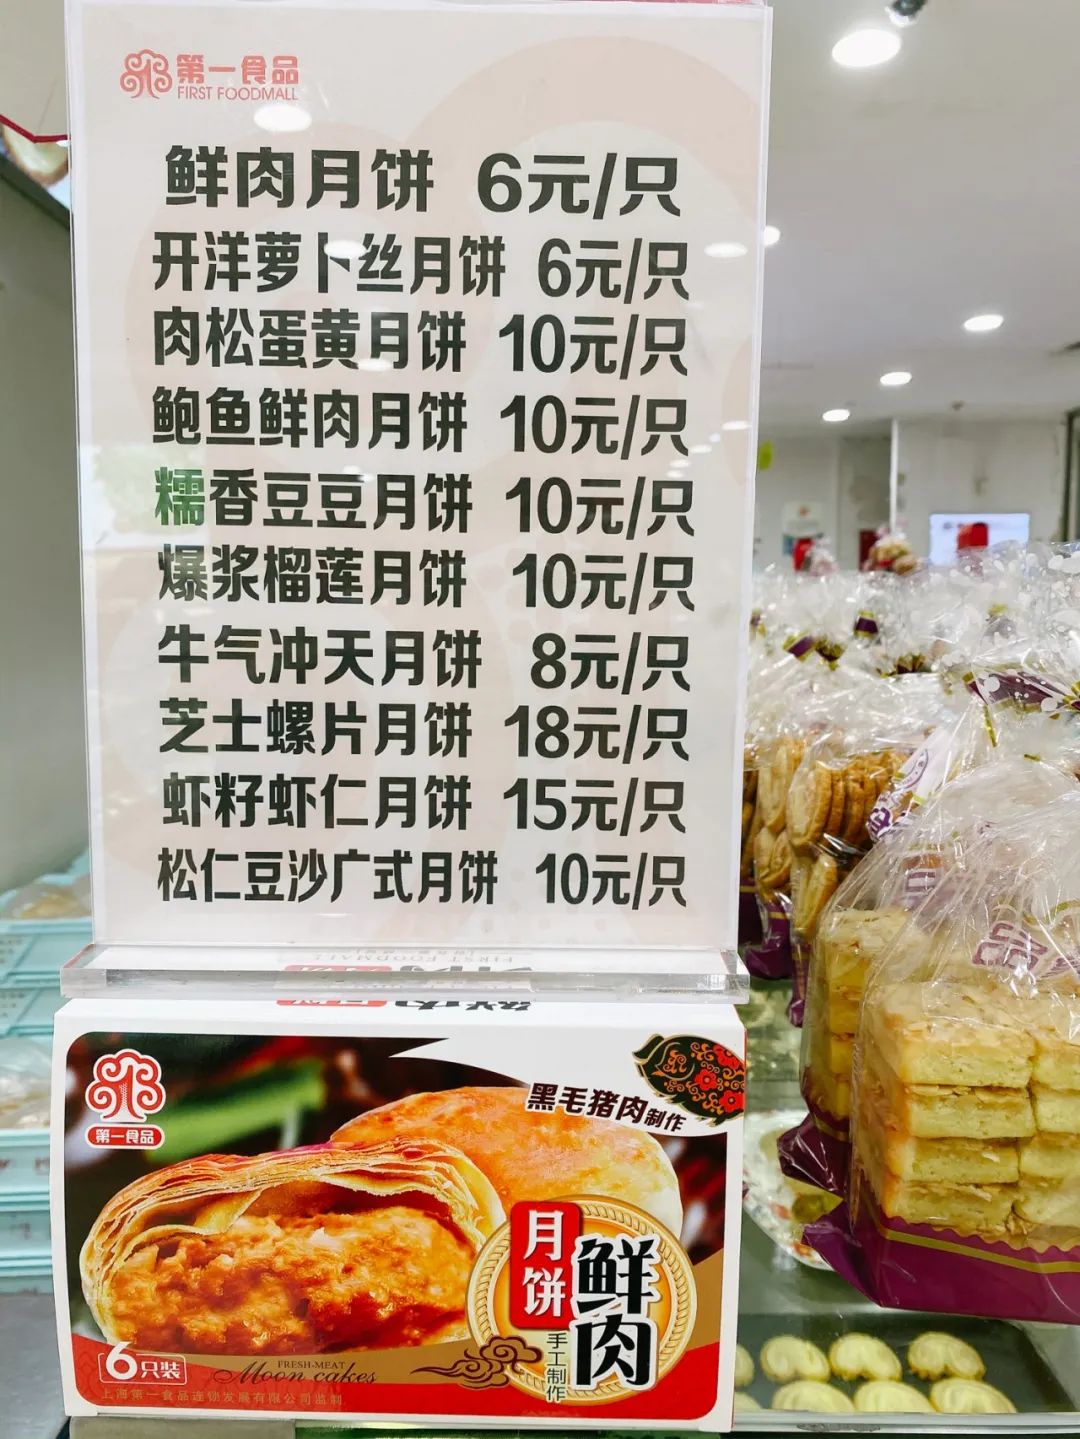 第一食品
FIRST FOODMALL
鲜肉月饼 6元/只
开洋萝卜丝月饼 6元/只
肉松蛋黄月饼 10元/只
鲍鱼鲜肉月饼 10元/只
糯香豆豆月饼 10元/只
爆浆榴莲月饼 10元/只
牛气冲天月饼 8元/只
芝士螺片月饼 18元/只
虾籽虾仁月饼 15元/只
松仁豆沙广式月饼 10元/只
第一食品
黑毛猪肉制作
月饼
鲜肉
手工制作
6只装
FRESH-MEAT
Moon cakes
上海第一食品连锁发展有限公司监制